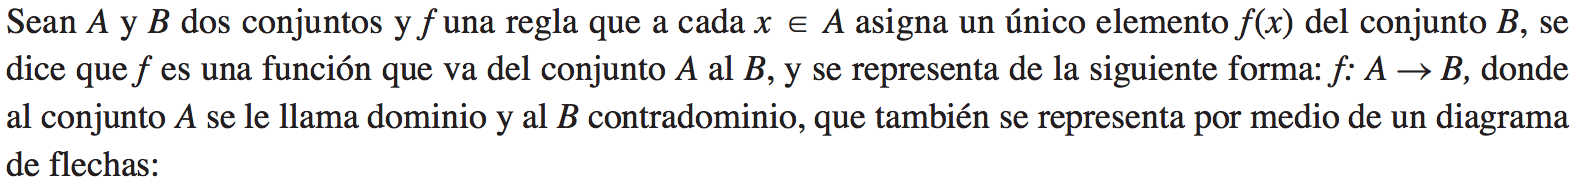 Sean A y B dos conjuntos y f una regla que a cada x ∈ A asigna un único elemento f(x) del conjunto B, se
dice que f es una función que va del conjunto A al B, y se representa de la siguiente forma: f: A → B, donde
al conjunto A se le llama dominio y al B contradominio, que también se representa por medio de un diagrama
de flechas: